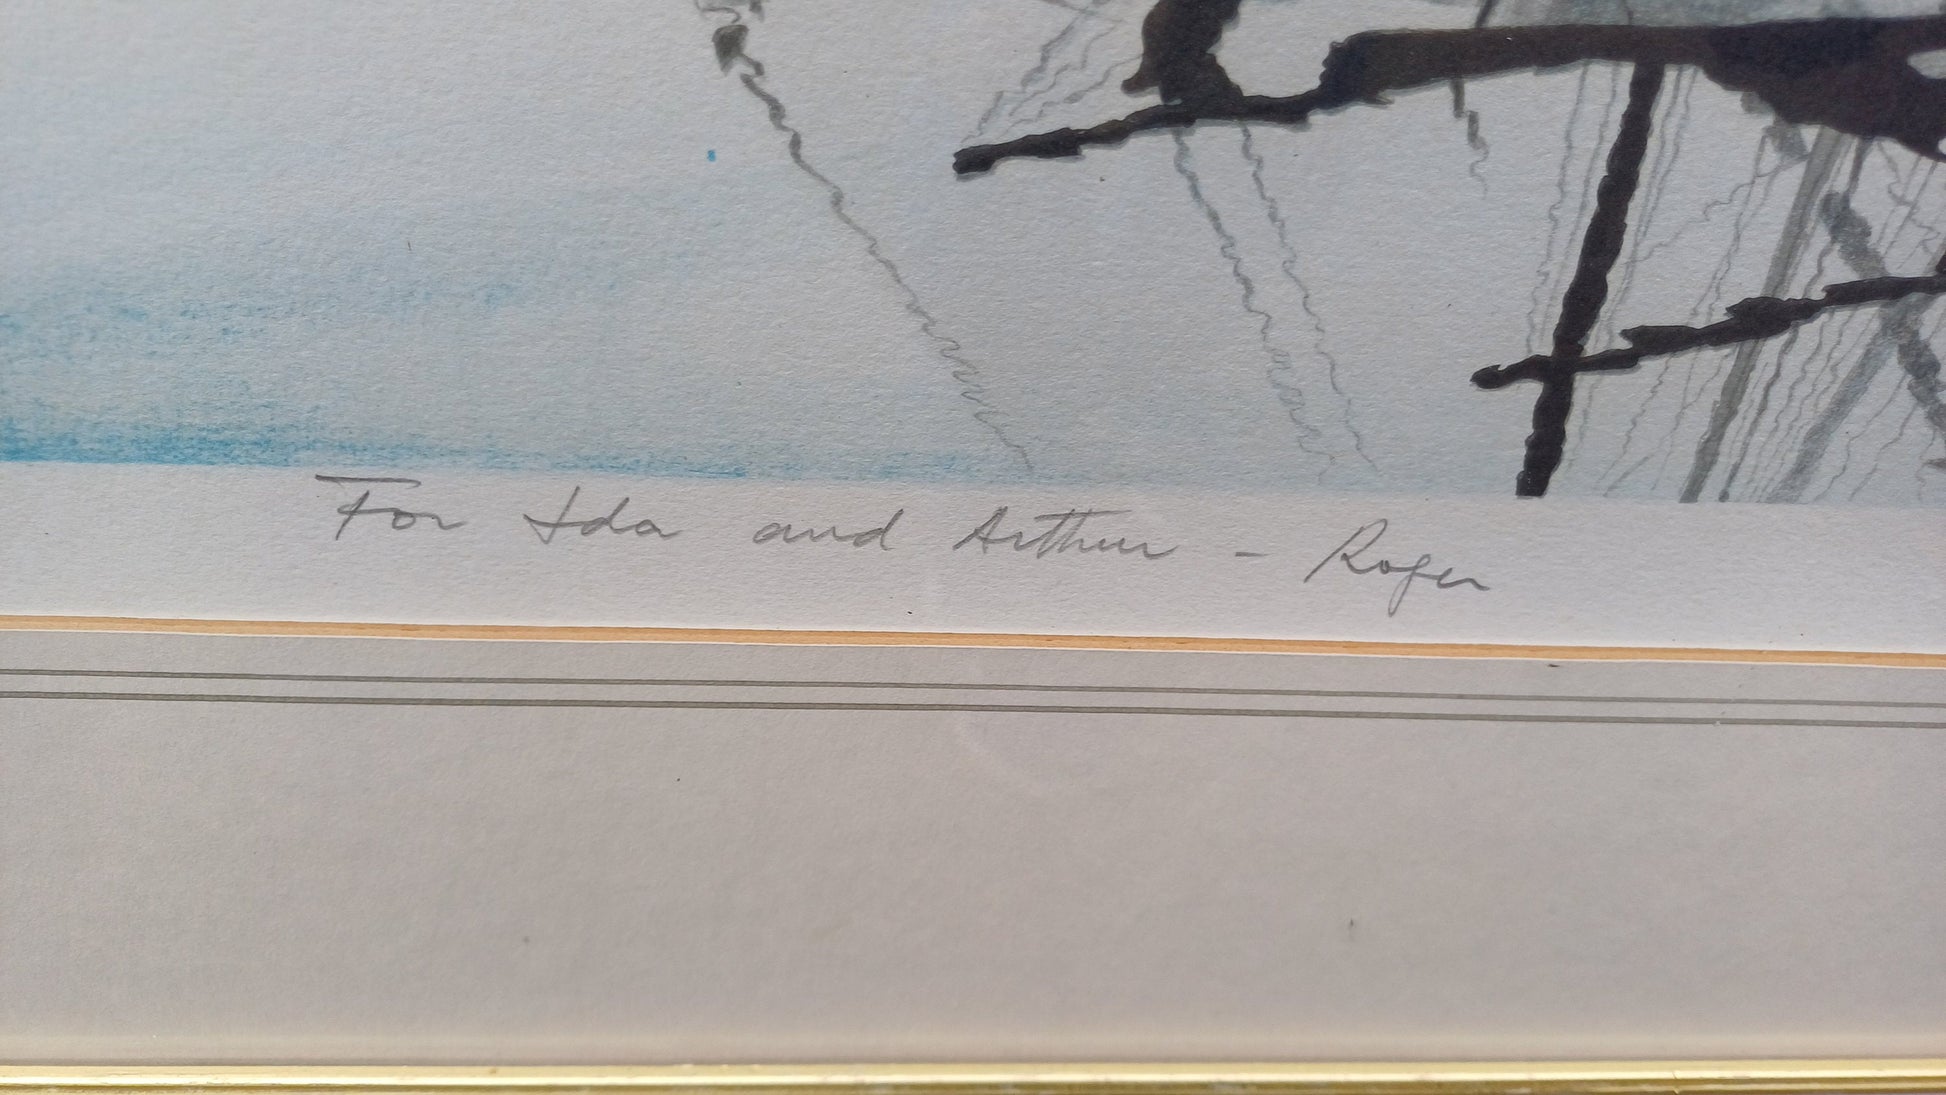 For Ida and Arthur - Roger